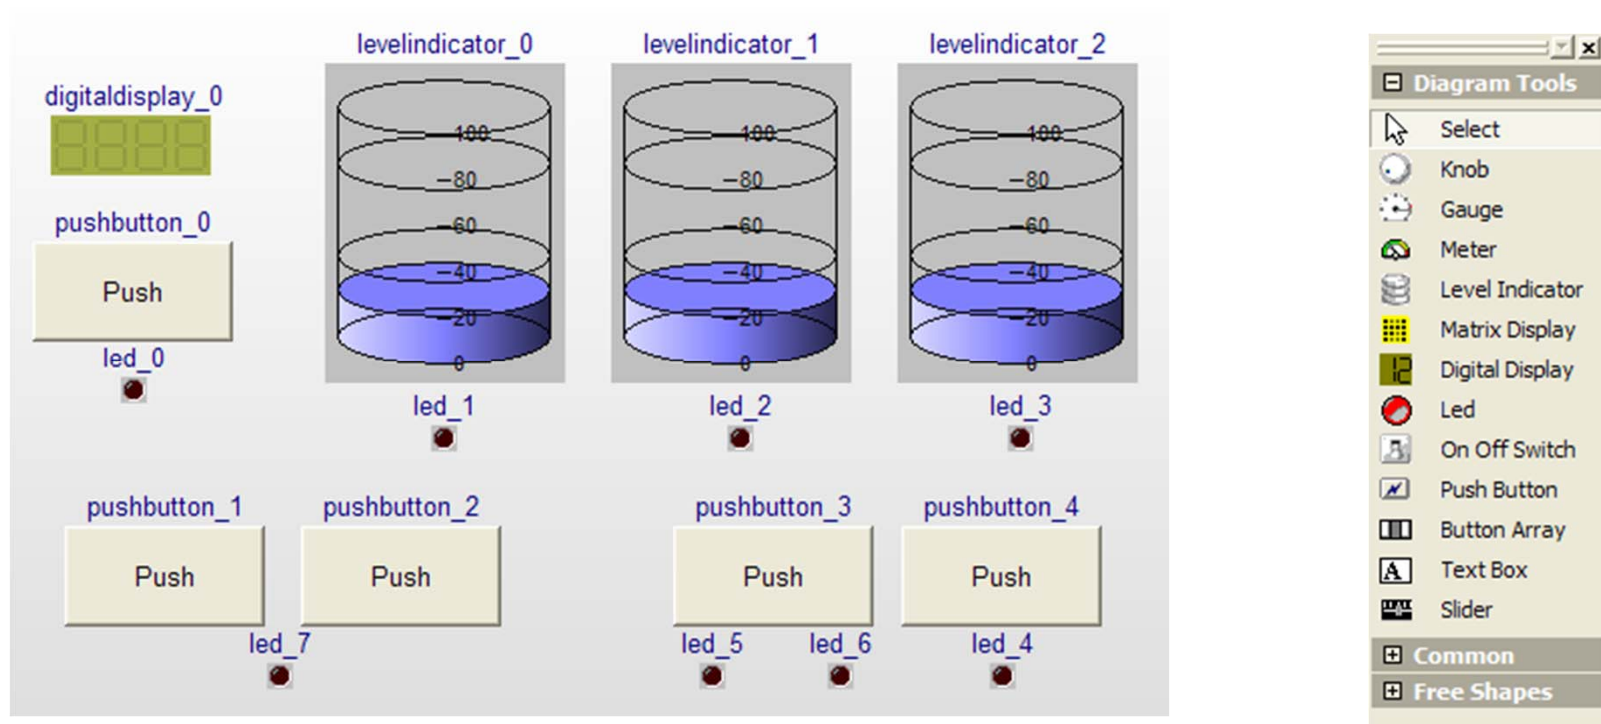 levelindicator_0
levelindicator_1
levelindicator_2
digitaldisplay_0
100
80
60
40
20
0
100
80
60
40
20
0
100
80
60
40
20
0
pushbutton_0
Push
led_0
led_1
led_2
led_3
pushbutton_1
pushbutton_2
pushbutton_3
pushbutton_4
Push
Push
Push
Push
led_7
led_5
led_6
led_4
Diagram Tools
Select
Knob
Gauge
Meter
Level Indicator
Matrix Display
Digital Display
Led
On Off Switch
Push Button
Button Array
A
Text Box
Slider
Common
Free Shapes